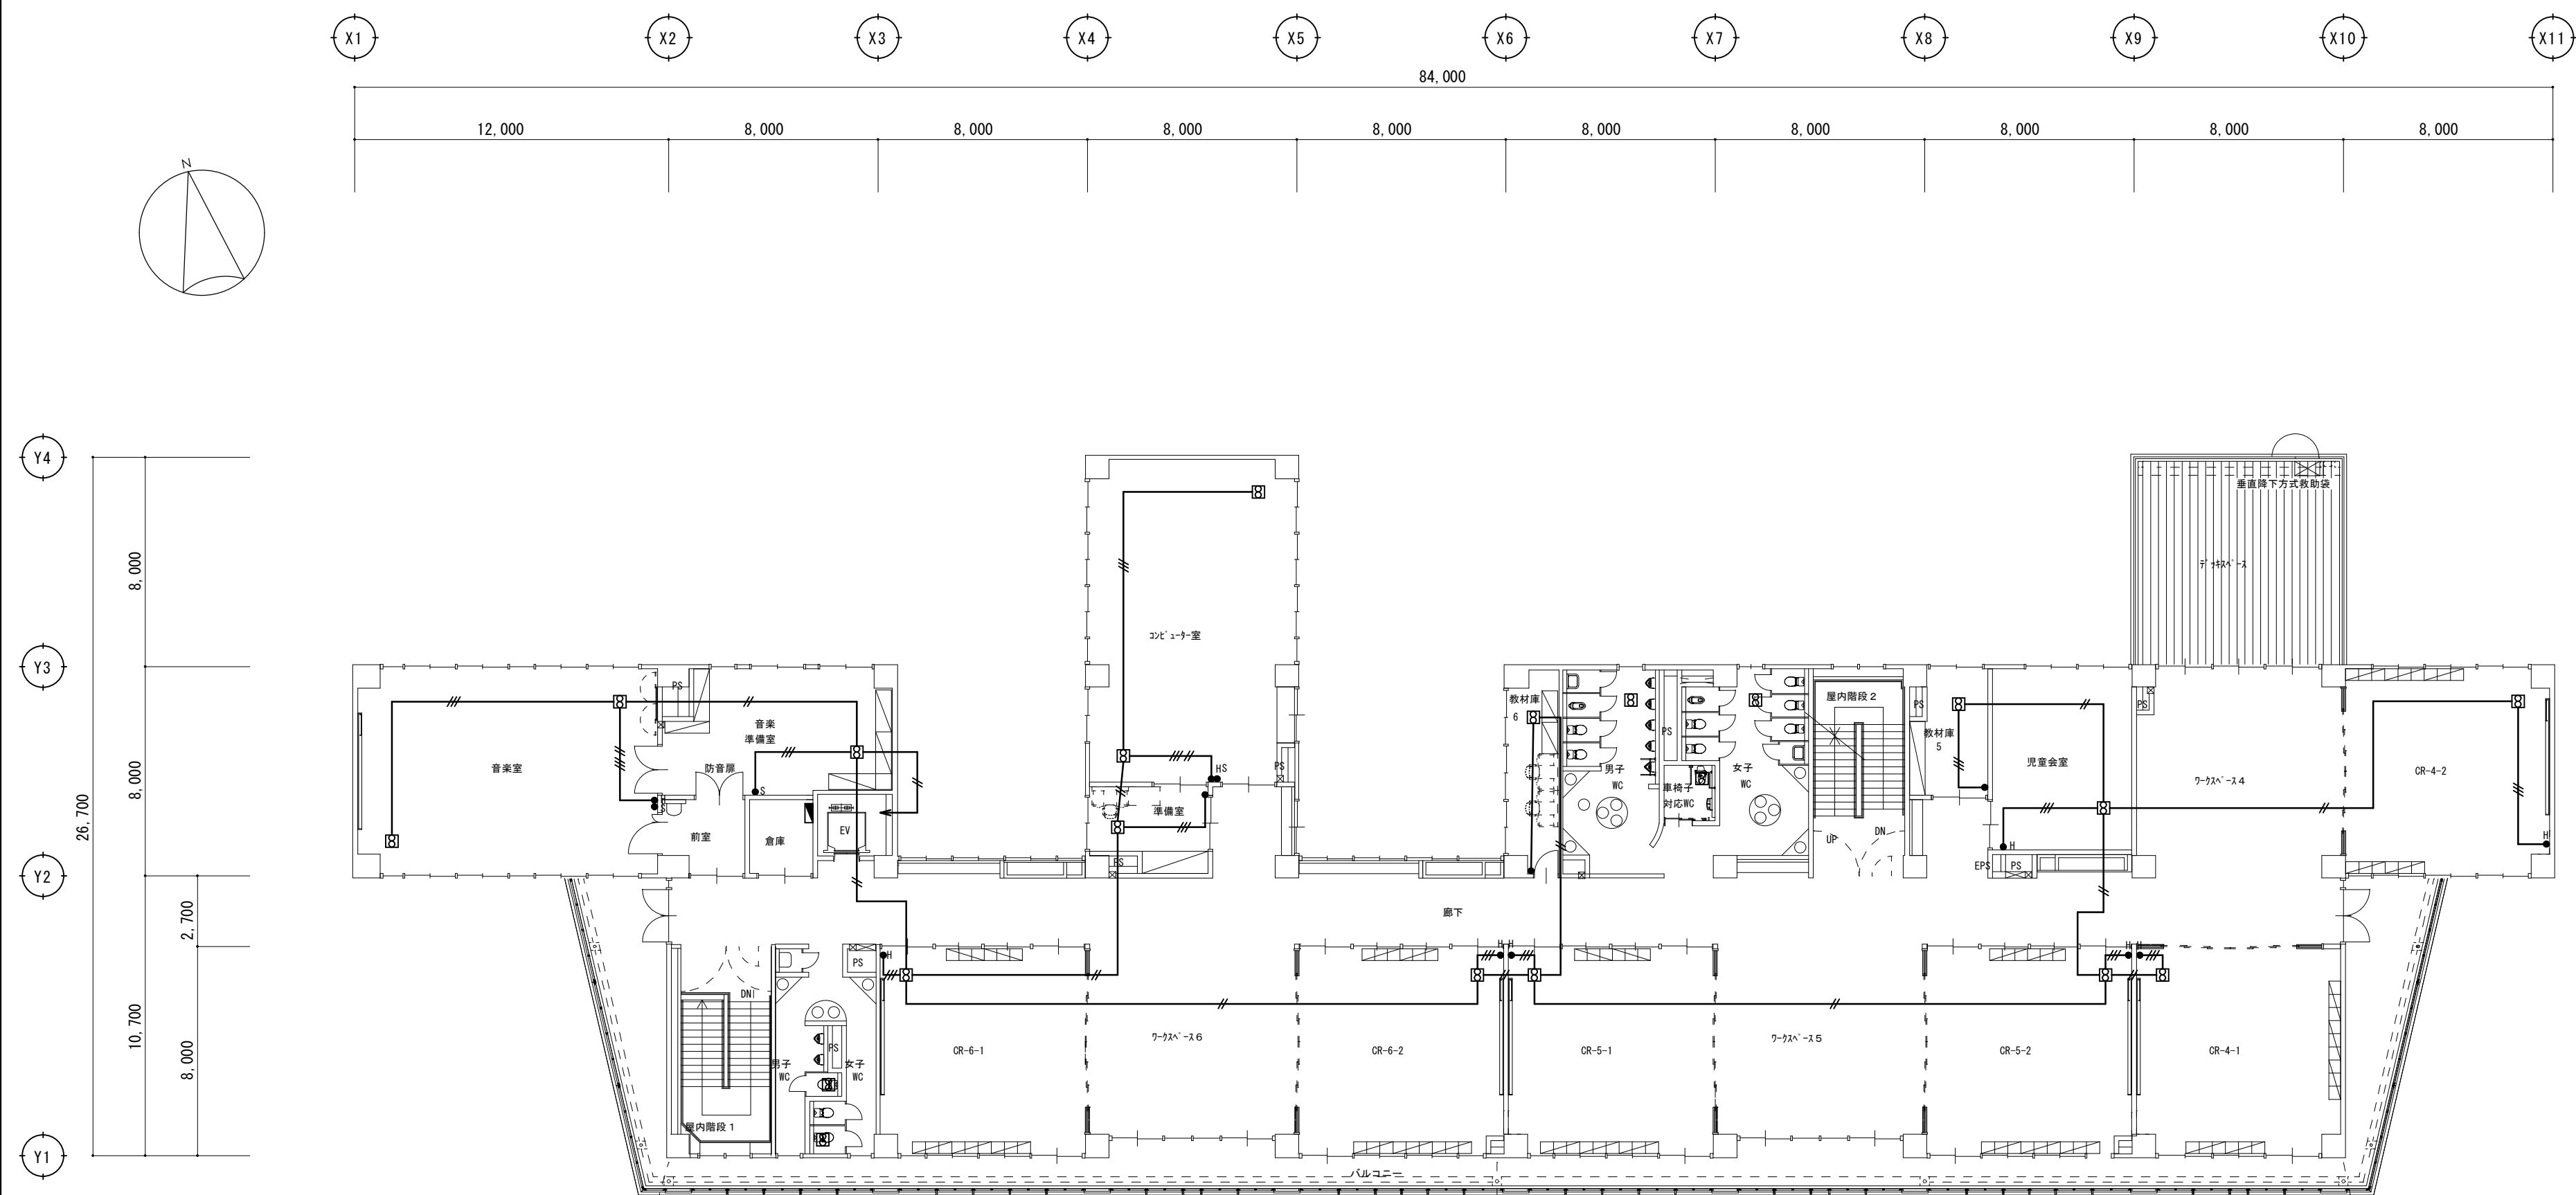 X1 X2 X3 X4 X5 X6 X7 X8 X9 X10 X11
84,000
12,000 8,000 8,000 8,000 8,000 8,000 8,000 8,000 8,000 8,000
N
Y4
垂直降下方式救助袋
8,000
デッキスペース
コンピューター室
Y3
PS
音楽
準備室
教材庫
6
屋内階段2
PS
PS
教材庫
5
PS
音楽室
防音扉
S
S
HS
PS
男子
WC
車椅子
対応WC
女子
WC
児童会室
ワークスペース4
CR-4-2
8,000
26,700
前室
倉庫
EV
準備室
UP
DN
H
H
PS
EPS
PS
Y2
2,700
廊下
H
H
H
H
H
PS
DN
10,700
8,000
CR-6-1
ワークスペース6
CR-6-2
CR-5-1
ワークスペース5
CR-5-2
CR-4-1
PS
男子
WC
女子
WC
屋内階段1
Y1
バルコニー